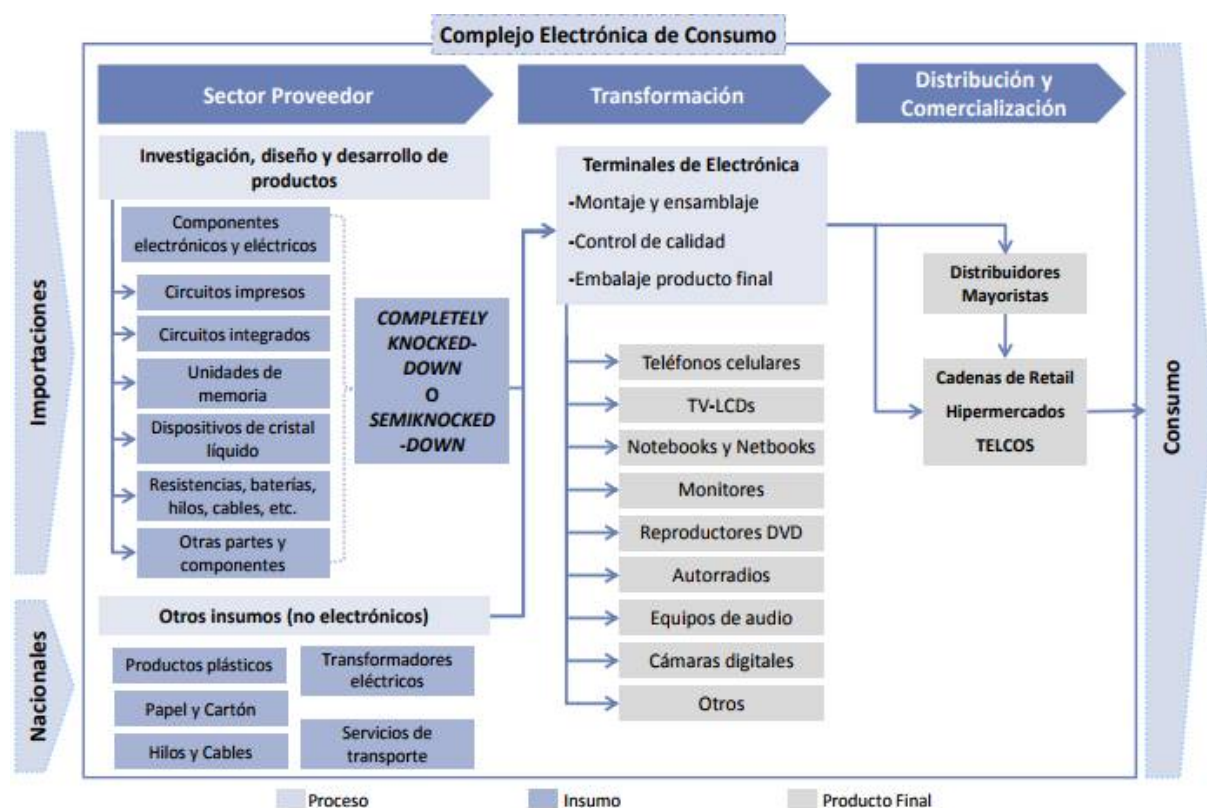 Complejo Electrónica de Consumo
Sector Proveedor
Transformación
Distribución y
Comercialización
Importaciones
Nacionales
Investigación, diseño y desarrollo de
productos
Componentes
electrónicos y eléctricos
Circuitos impresos
Circuitos integrados
Unidades de
memoria
Dispositivos de cristal
líquido
Resistencias, baterías,
hilos, cables, etc.
Otras partes y
componentes
COMPLETELY
KNOCKED-
DOWN
O
SEMIKNOCKED
-DOWN
Otros insumos (no electrónicos)
Productos plásticos
Papel y Cartón
Hilos y Cables
Transformadores
eléctricos
Servicios de
transporte
Terminales de Electrónica
-Montaje y ensamblaje
-Control de calidad
-Embalaje producto final
Teléfonos celulares
TV-LCDs
Notebooks y Netbooks
Monitores
Reproductores DVD
Autorradios
Equipos de audio
Cámaras digitales
Otros
Distribuidores
Mayoristas
Cadenas de Retail
Hipermercados
TELCOS
Consumo
Proceso
Insumo
Producto Final